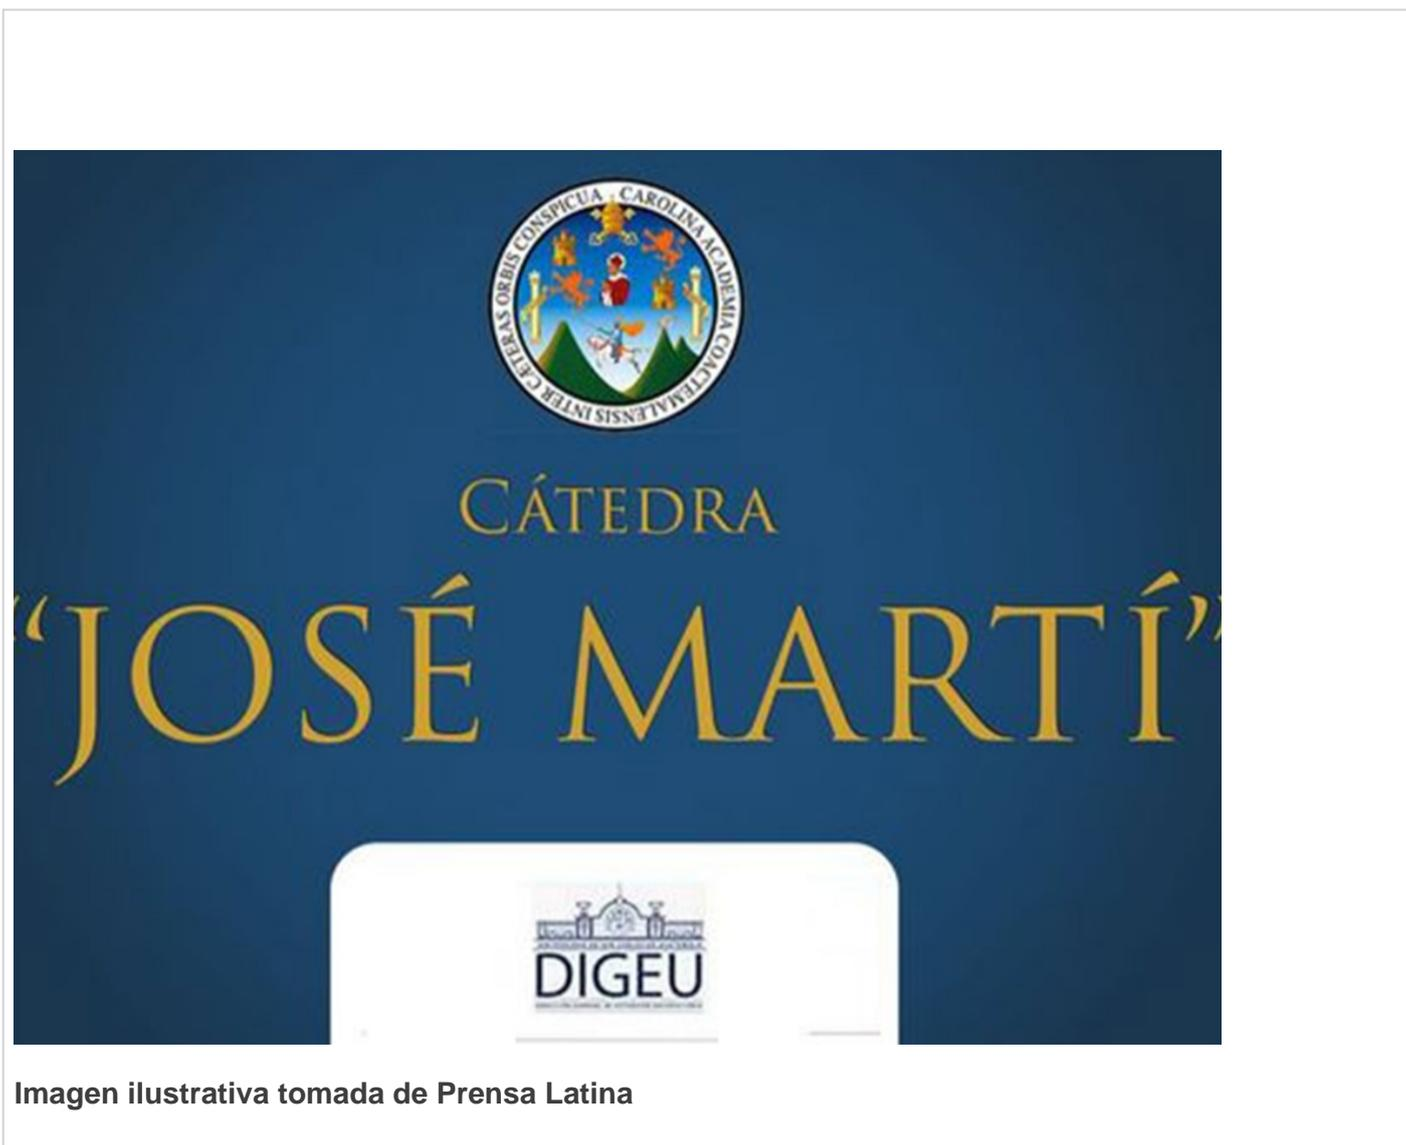 INTER CÆTERAS ORBIS CONSPICUA CAROLINA ACADEMIA COACTEMALENSIS
CÁTEDRA
“JOSÉ MARTÍ”
DIGEU
Imagen ilustrativa tomada de Prensa Latina